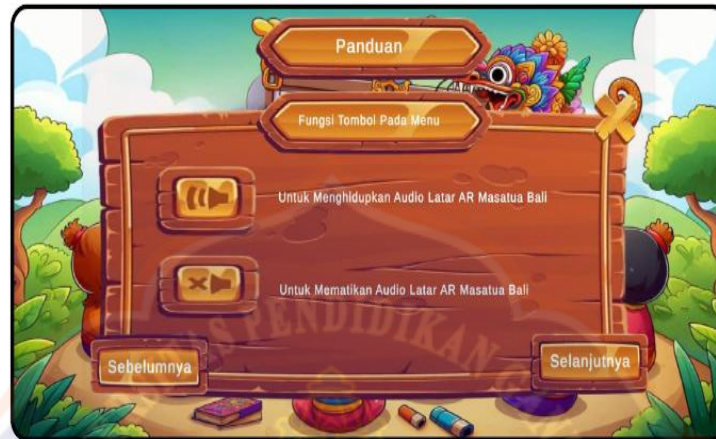 Panduan
Fungsi Tombol Pada Menu
Untuk Menghidupkan Audio Latar AR Masatua Bali
Untuk Mematikan Audio Latar AR Masatua Bali
PENDIDIKAN
Sebelumnya
Selanjutnya